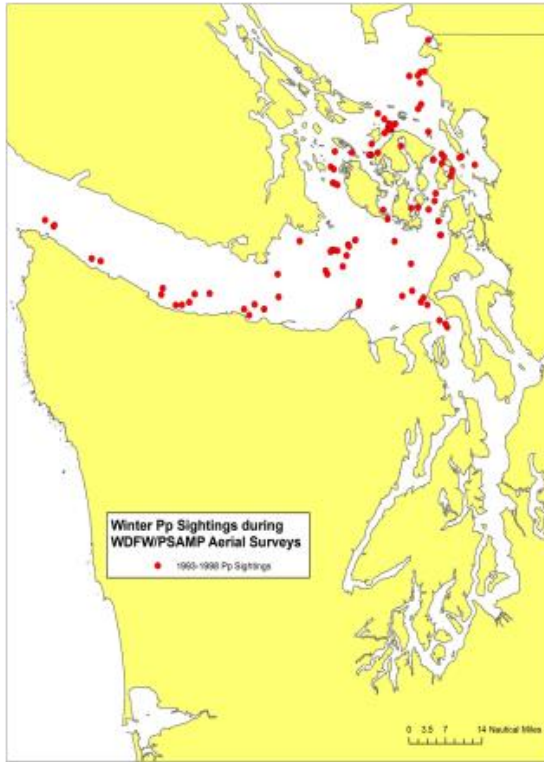 Winter Pp Sightings during
WDFW/PSAMP Aerial Surveys
1993-1998 Pp Sightings
0 3.5 7 14 Nautical Miles